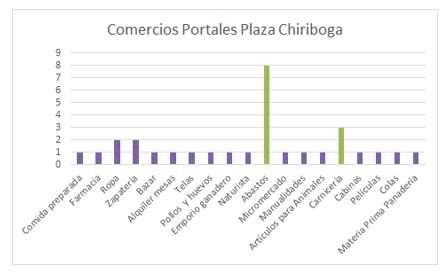 Comercios Portales Plaza Chiriboga
9
8
7
6
5
4
3
2
1
0
Comida preparada
Farmacia
Ropa
Zapatería
Bazar
Alquiler mesas
Telas
Pollos y huevos
Emporio ganadero
Naturista
Abastos
Micromercado
Manualidades
Artículos para Animales
Carnicería
Cabinas
Películas
Colas
Materia Prima Panadería